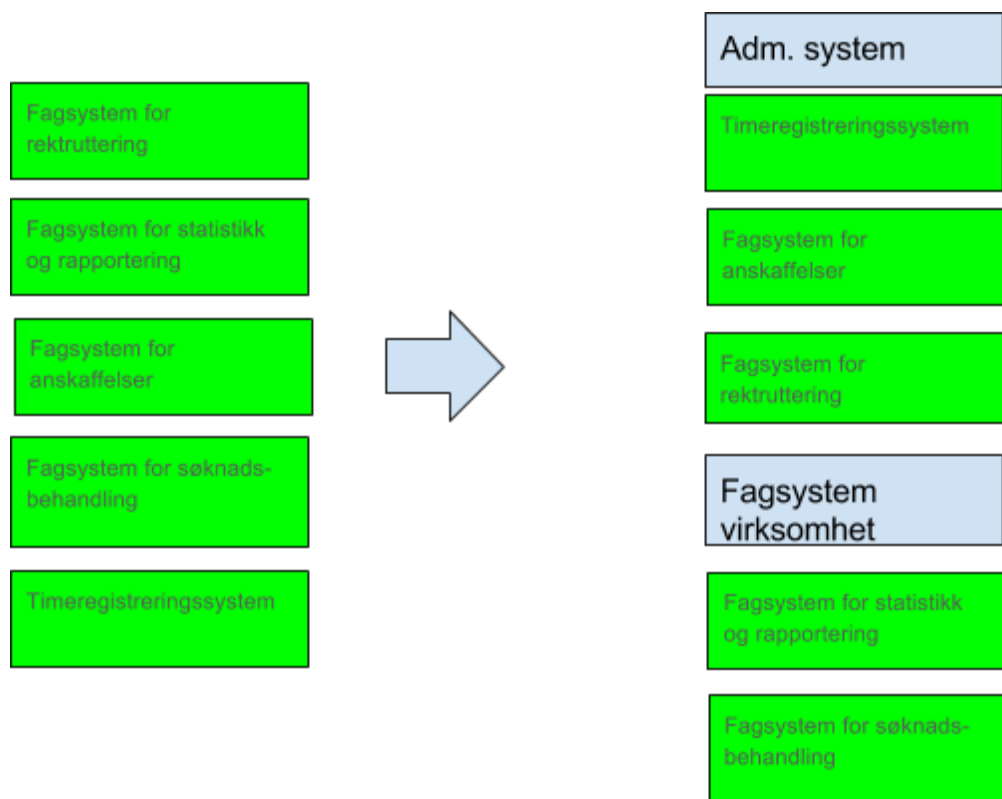 Fagsystem for
rektruttering
Fagsystem for statistikk
og rapportering
Fagsystem for
anskaffelser
Fagsystem for søknads-
behandling
Timeregistreringssystem
Adm. system
Timeregistreringssystem
Fagsystem for
anskaffelser
Fagsystem for
rektruttering
Fagsystem
virksomhet
Fagsystem for statistikk
og rapportering
Fagsystem for søknads-
behandling